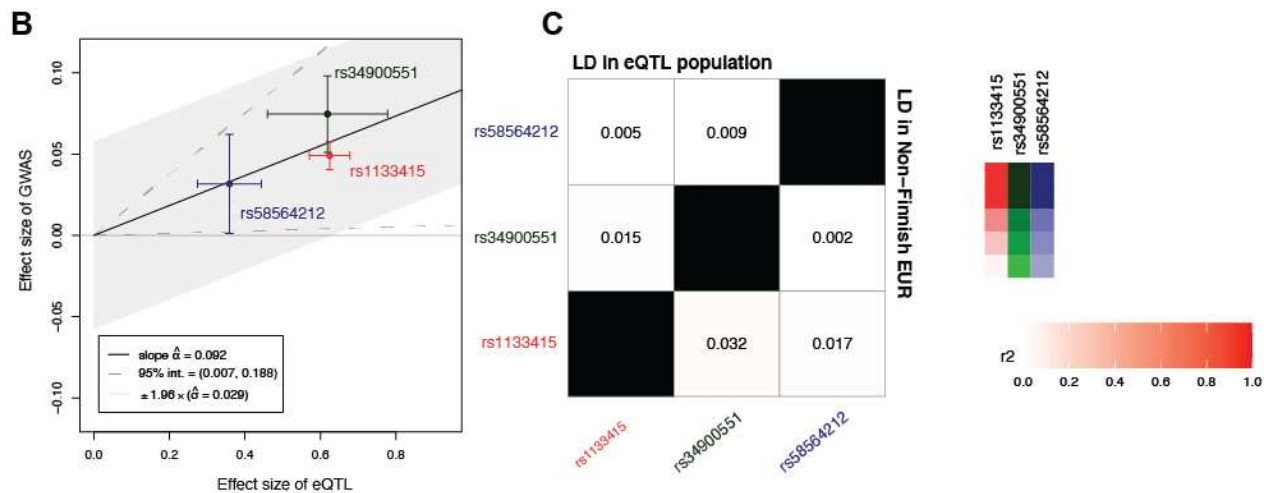 B
Effect size of GWAS
0.10
0.05
0.00
−0.05
−0.10
rs34900551
rs1133415
rs58564212
slope α̂ = 0.092
95% int. = (0.007, 0.188)
± 1.96 × (σ̂ = 0.029)
0.0 0.2 0.4 0.6 0.8
Effect size of eQTL
C
LD in eQTL population
LD in Non−Finnish EUR
rs58564212
0.005 0.009
rs34900551
0.015 0.002
rs1133415
0.032 0.017
rs1133415 rs34900551 rs58564212
rs1133415
rs34900551
rs58564212
r2
0.0 0.2 0.4 0.6 0.8 1.0